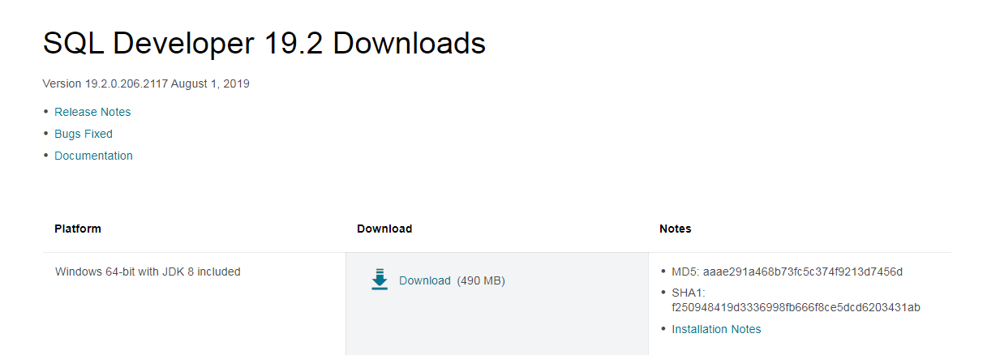 SQL Developer 19.2 Downloads
Version 19.2.0.206.2117 August 1, 2019
• Release Notes
• Bugs Fixed
• Documentation
Platform Download Notes
Windows 64-bit with JDK 8 included
Download (490 MB)
• MD5: aaae291a468b73fc5c374f9213d7456d
• SHA1:
f250948419d3336998fb666f8ce5dcd6203431ab
• Installation Notes